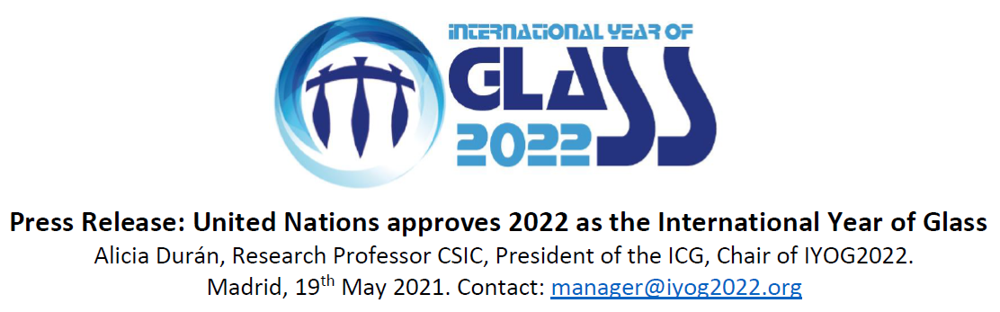 INTERNATIONAL YEAR OF
GLASS
2022
Press Release: United Nations approves 2022 as the International Year of Glass
Alicia Durán, Research Professor CSIC, President of the ICG, Chair of IYOG2022.
Madrid, 19th May 2021. Contact: manager@iyog2022.org